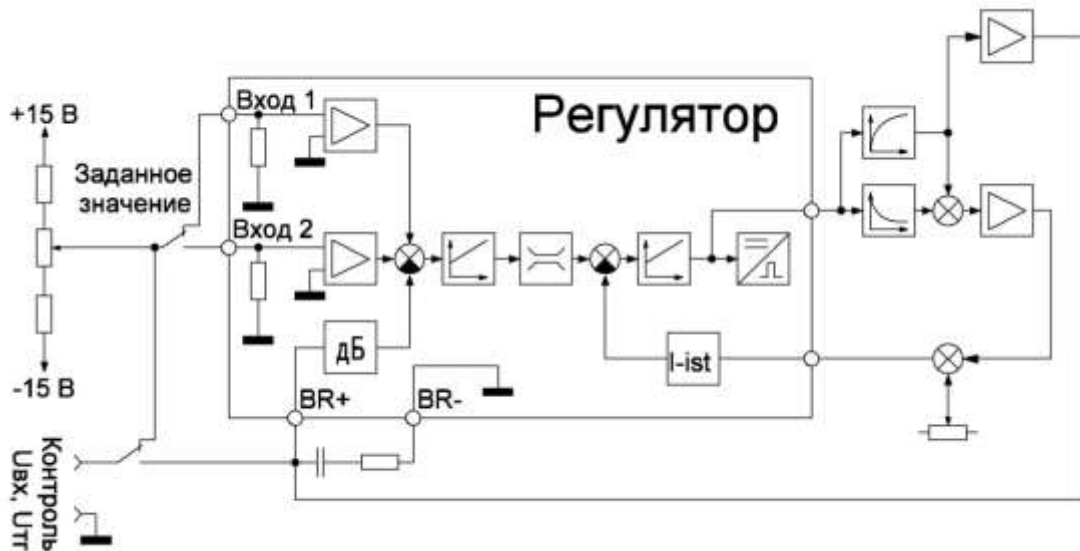 +15 В
Заданное
значение
-15 В
Вход 1
Регулятор
Вход 2
дБ
I-ist
BR+
BR-
Контроль
Uвх, Uтг